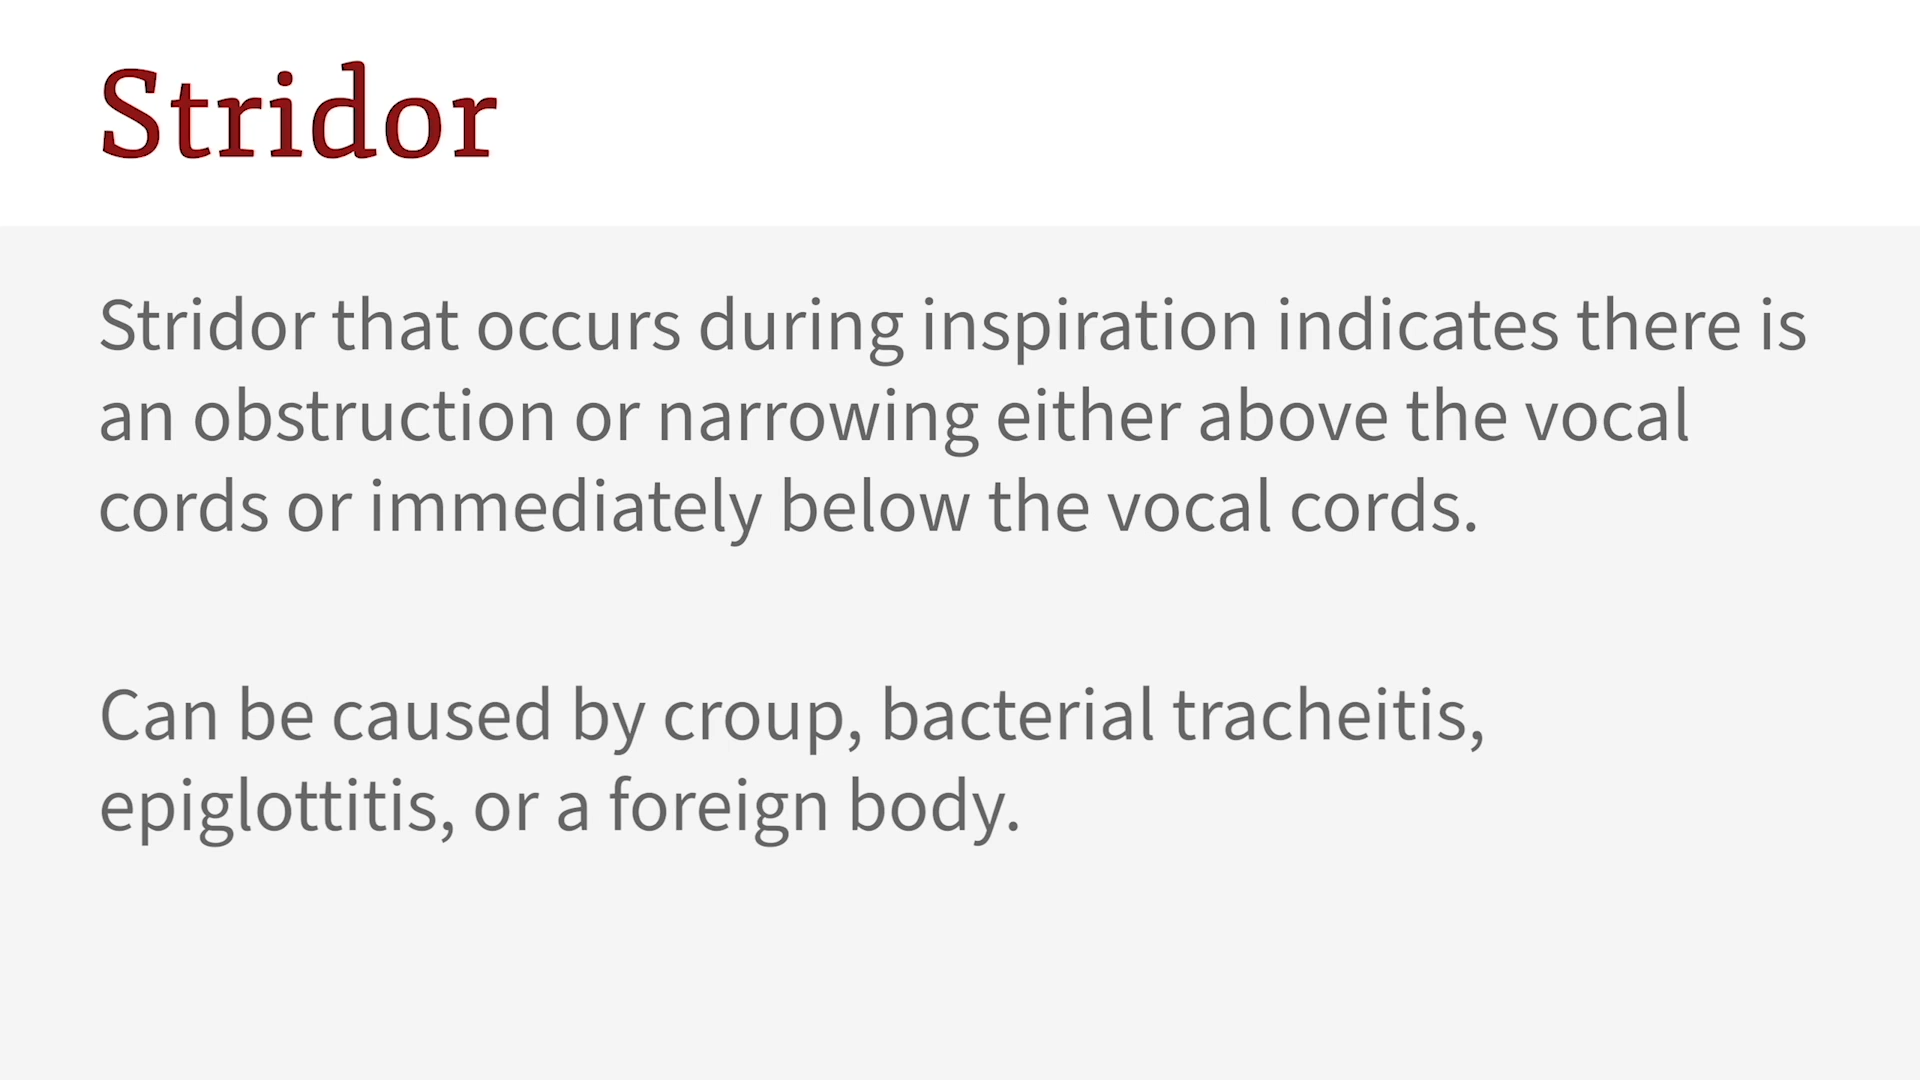 Stridor
Stridor that occurs during inspiration indicates there is
an obstruction or narrowing either above the vocal
cords or immediately below the vocal cords.
Can be caused by croup, bacterial tracheitis,
epiglottitis, or a foreign body.